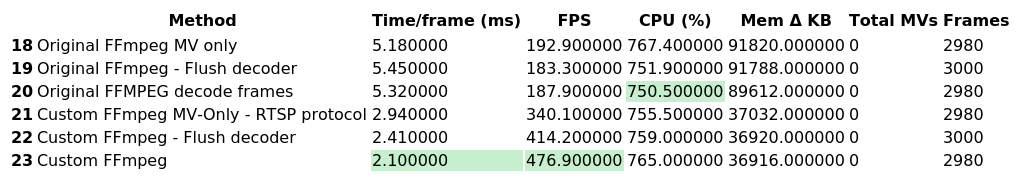 Method Time/frame (ms) FPS CPU (%) Mem Δ KB Total MVs Frames
18 Original FFmpeg MV only 5.180000 192.900000 767.400000 91820.000000 0 2980
19 Original FFmpeg - Flush decoder 5.450000 183.300000 751.900000 91788.000000 0 3000
20 Original FFMPEG decode frames 5.320000 187.900000 750.500000 89612.000000 0 2980
21 Custom FFmpeg MV-Only - RTSP protocol 2.940000 340.100000 755.500000 37032.000000 0 2980
22 Custom FFmpeg - Flush decoder 2.410000 414.200000 759.000000 36920.000000 0 3000
23 Custom FFmpeg 2.100000 476.900000 765.000000 36916.000000 0 2980